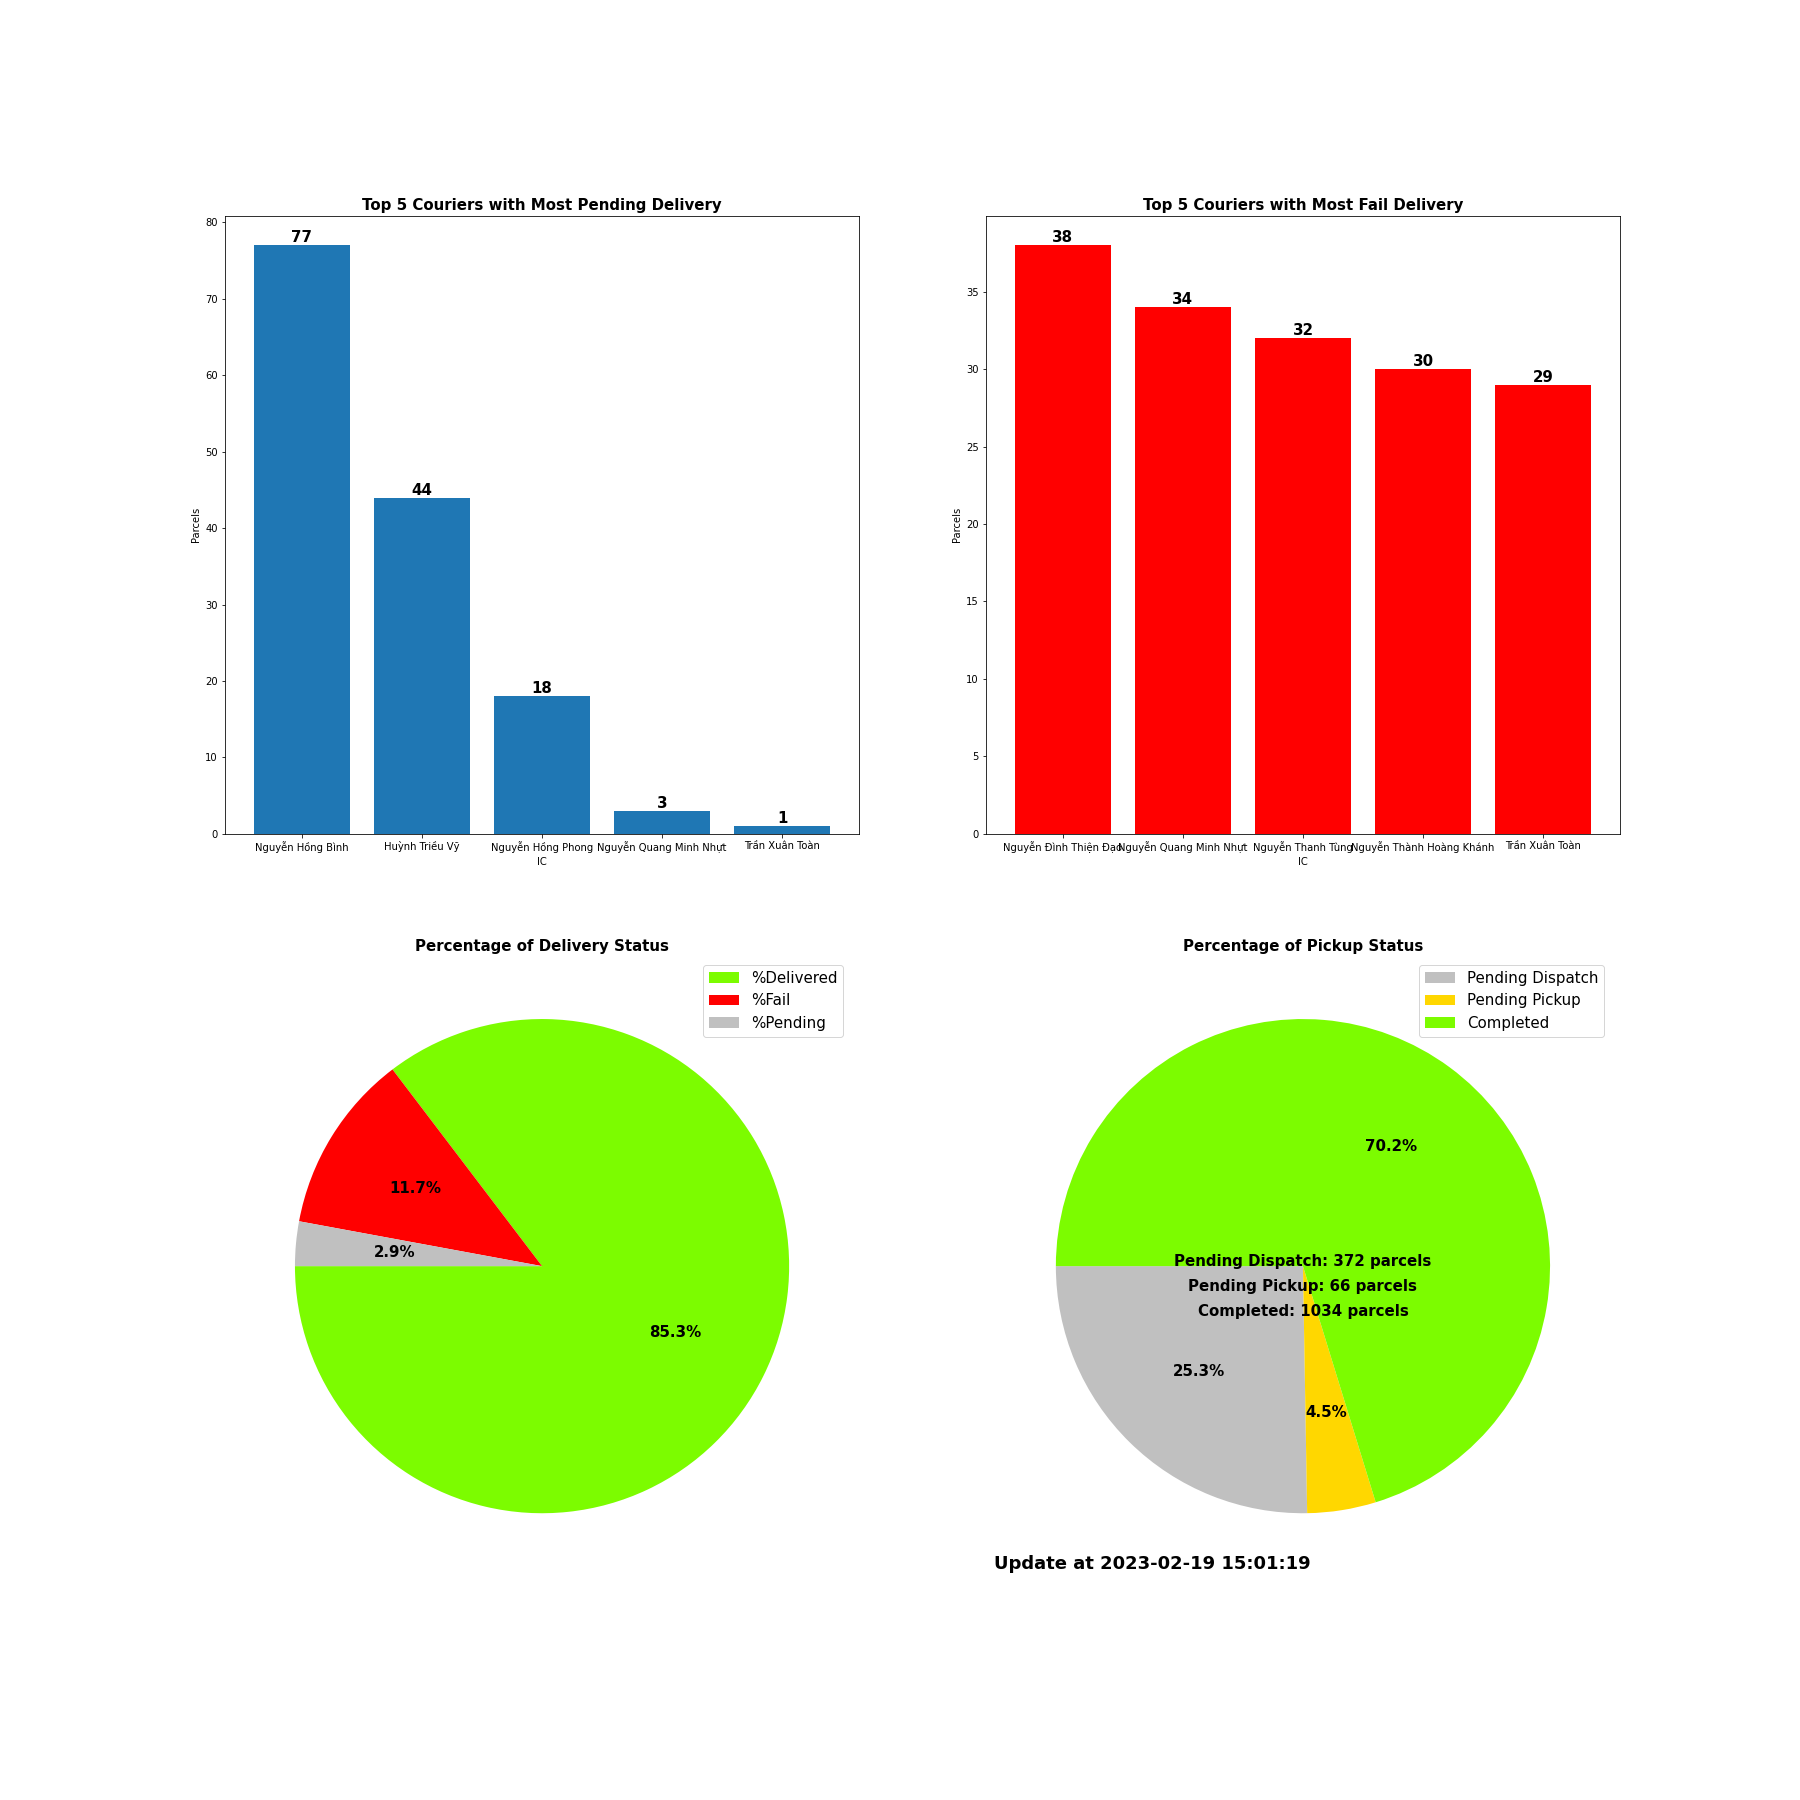 Top 5 Couriers with Most Pending Delivery
80
70
60
50
40
30
20
10
0
Parcels
77
44
18
3
1
Nguyễn Hồng Bình
Huỳnh Triều Vỹ
Nguyễn Hồng Phong
Nguyễn Quang Minh Nhựt
Trần Xuân Toàn
IC
Top 5 Couriers with Most Fail Delivery
35
30
25
20
15
10
5
0
Parcels
38
34
32
30
29
Nguyễn Đình Thiện Đạo
Nguyễn Quang Minh Nhựt
Nguyễn Thanh Tùng
Nguyễn Thành Hoàng Khánh
Trần Xuân Toàn
IC
Percentage of Delivery Status
%Delivered
%Fail
%Pending
11.7%
2.9%
85.3%
Percentage of Pickup Status
Pending Dispatch
Pending Pickup
Completed
70.2%
Pending Dispatch: 372 parcels
Pending Pickup: 66 parcels
Completed: 1034 parcels
25.3%
4.5%
Update at 2023-02-19 15:01:19